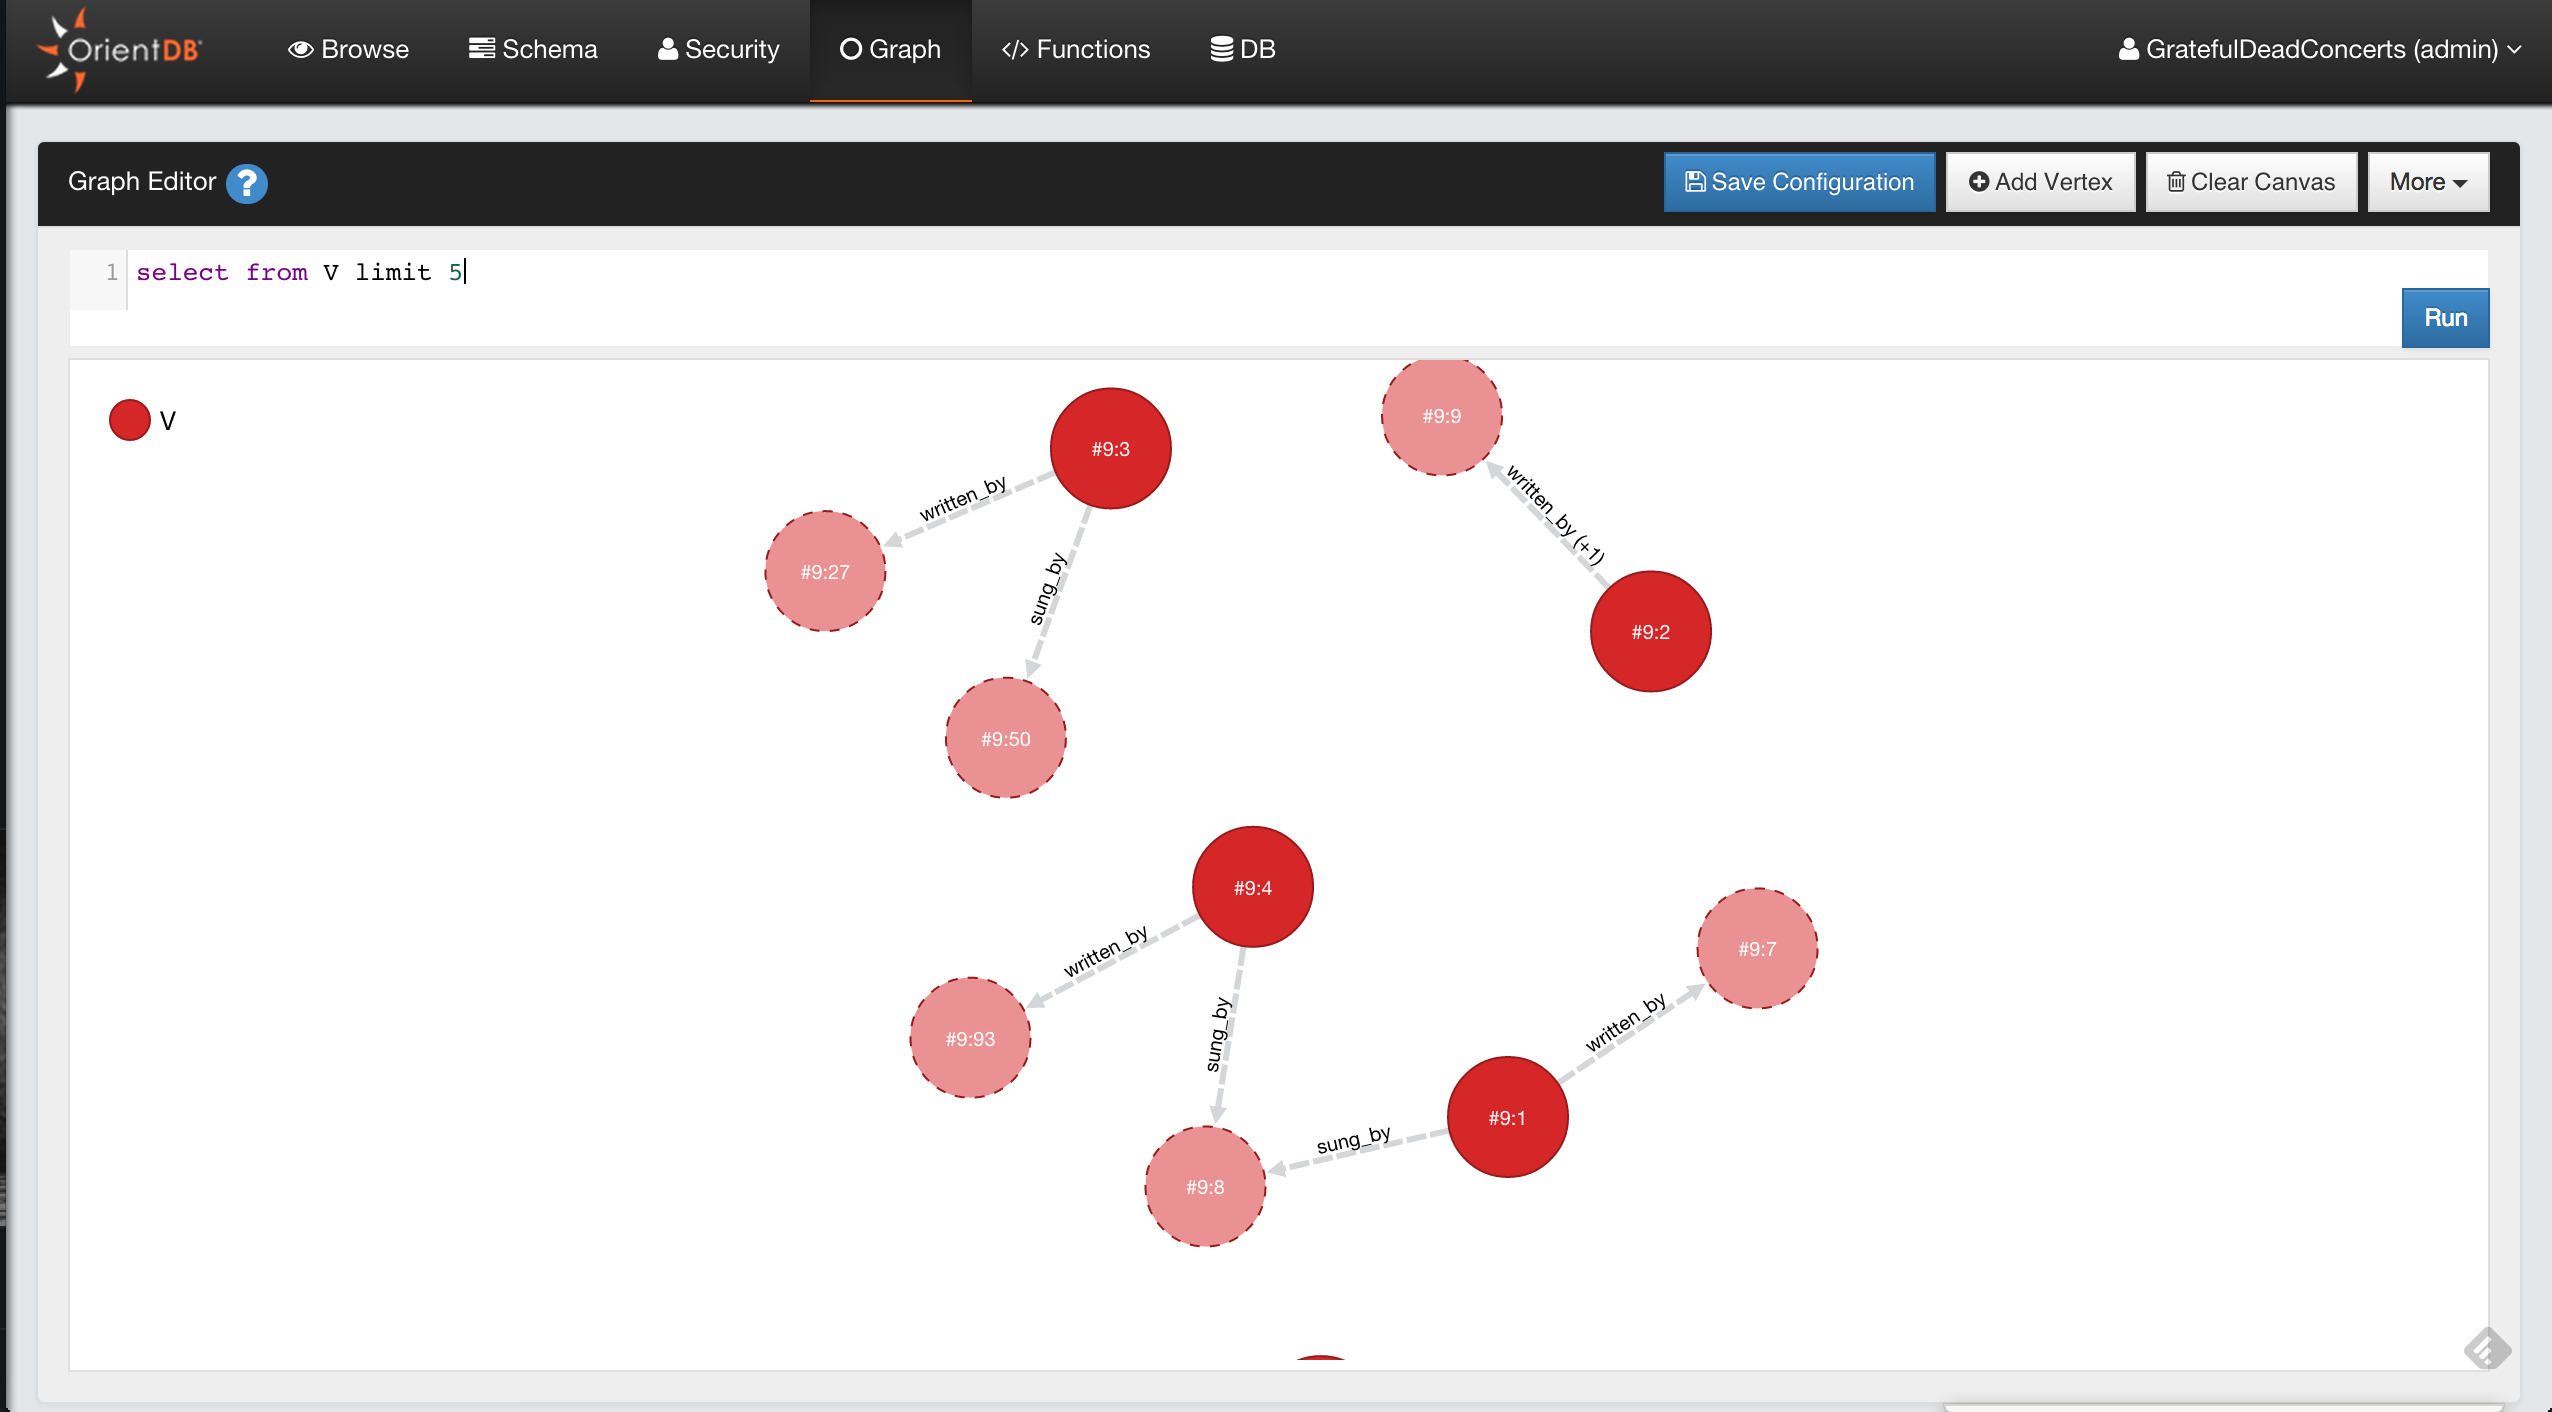 OrientDB
Browse
Schema
Security
Graph
</> Functions
DB
GratefulDeadConcerts (admin)
Graph Editor ?
Save Configuration
Add Vertex
Clear Canvas
More
1 select from V limit 5
Run
V
#9:3
#9:9
written_by
written_by (+1)
#9:27
sung_by
#9:2
#9:50
#9:4
written_by
#9:7
#9:93
sung_by
written_by
#9:1
sung_by
#9:8